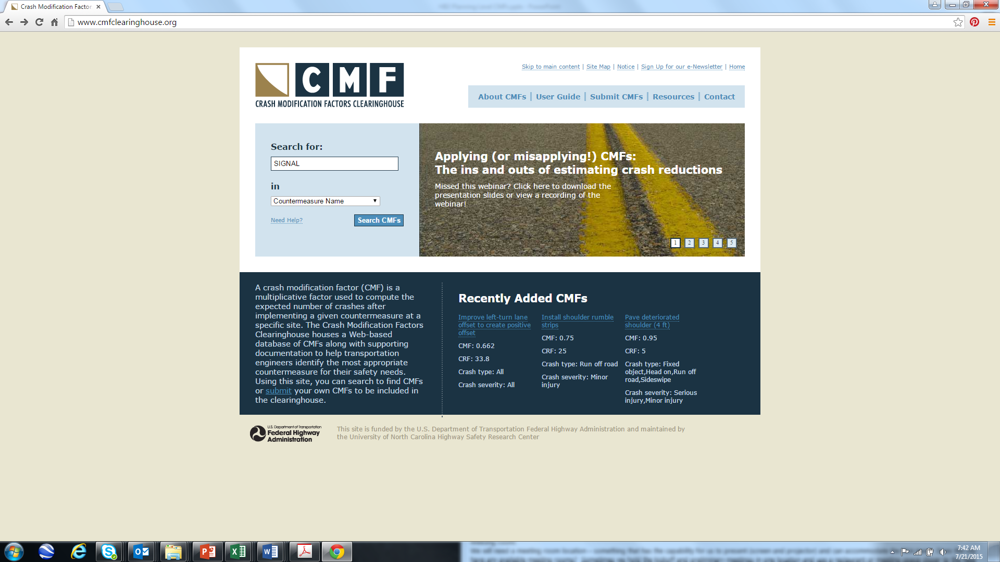 Crash Modification Factor
www.cmfclearinghouse.org
CMF
CRASH MODIFICATION FACTORS CLEARINGHOUSE
Skip to main content | Site Map | Notice | Sign Up for our e-Newsletter | Home
About CMFs | User Guide | Submit CMFs | Resources | Contact
Search for:
SIGNAL
in
Countermeasure Name
Need Help?
Search CMFs
Applying (or misapplying!) CMFs:
The ins and outs of estimating crash reductions
Missed this webinar? Click here to download the
presentation slides or view a recording of the
webinar!
1 2 3 4 5
A crash modification factor (CMF) is a
multiplicative factor used to compute the
expected number of crashes after
implementing a given countermeasure at a
specific site. The Crash Modification Factors
Clearinghouse houses a Web-based
database of CMFs along with supporting
documentation to help transportation
engineers identify the most appropriate
countermeasure for their safety needs.
Using this site, you can search to find CMFs
or submit your own CMFs to be included in
the clearinghouse.
Recently Added CMFs
Improve left-turn lane
offset to create positive
offset
CMF: 0.662
CRF: 33.8
Crash type: All
Crash severity: All
Install shoulder rumble
strips
CMF: 0.75
CRF: 25
Crash type: Run off road
Crash severity: Minor
injury
Pave deteriorated
shoulder (4 ft)
CMF: 0.95
CRF: 5
Crash type: Fixed
object,Head on,Run off
road,Sideswipe
Crash severity: Serious
injury,Minor injury
U.S. Department of Transportation
Federal Highway
Administration
This site is funded by the U.S. Department of Transportation Federal Highway Administration and maintained by
the University of North Carolina Highway Safety Research Center
7:42 AM
7/21/2015